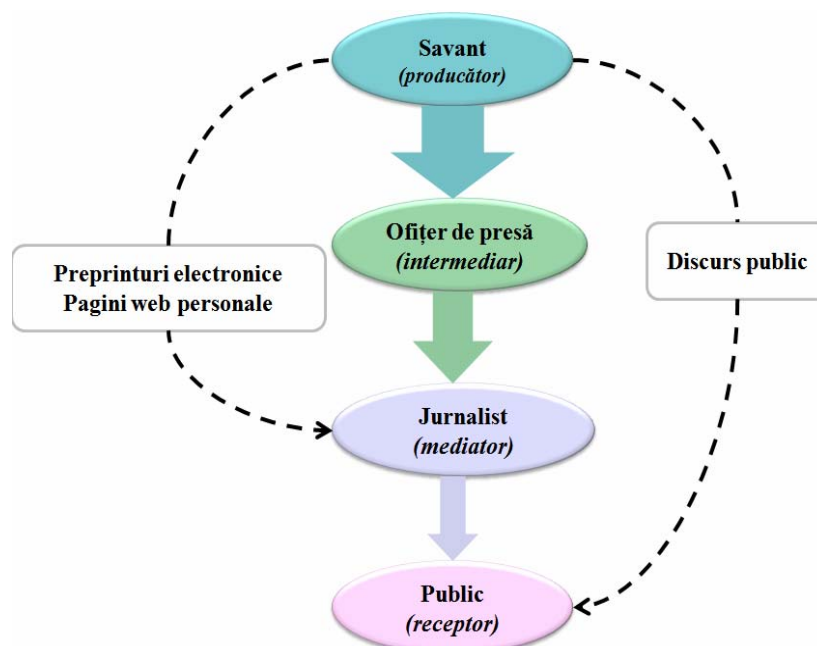 Savant
(producător)
Ofițer de presă
(intermediar)
Preprinturi electronice
Pagini web personale
Discurs public
Jurnalist
(mediator)
Public
(receptor)